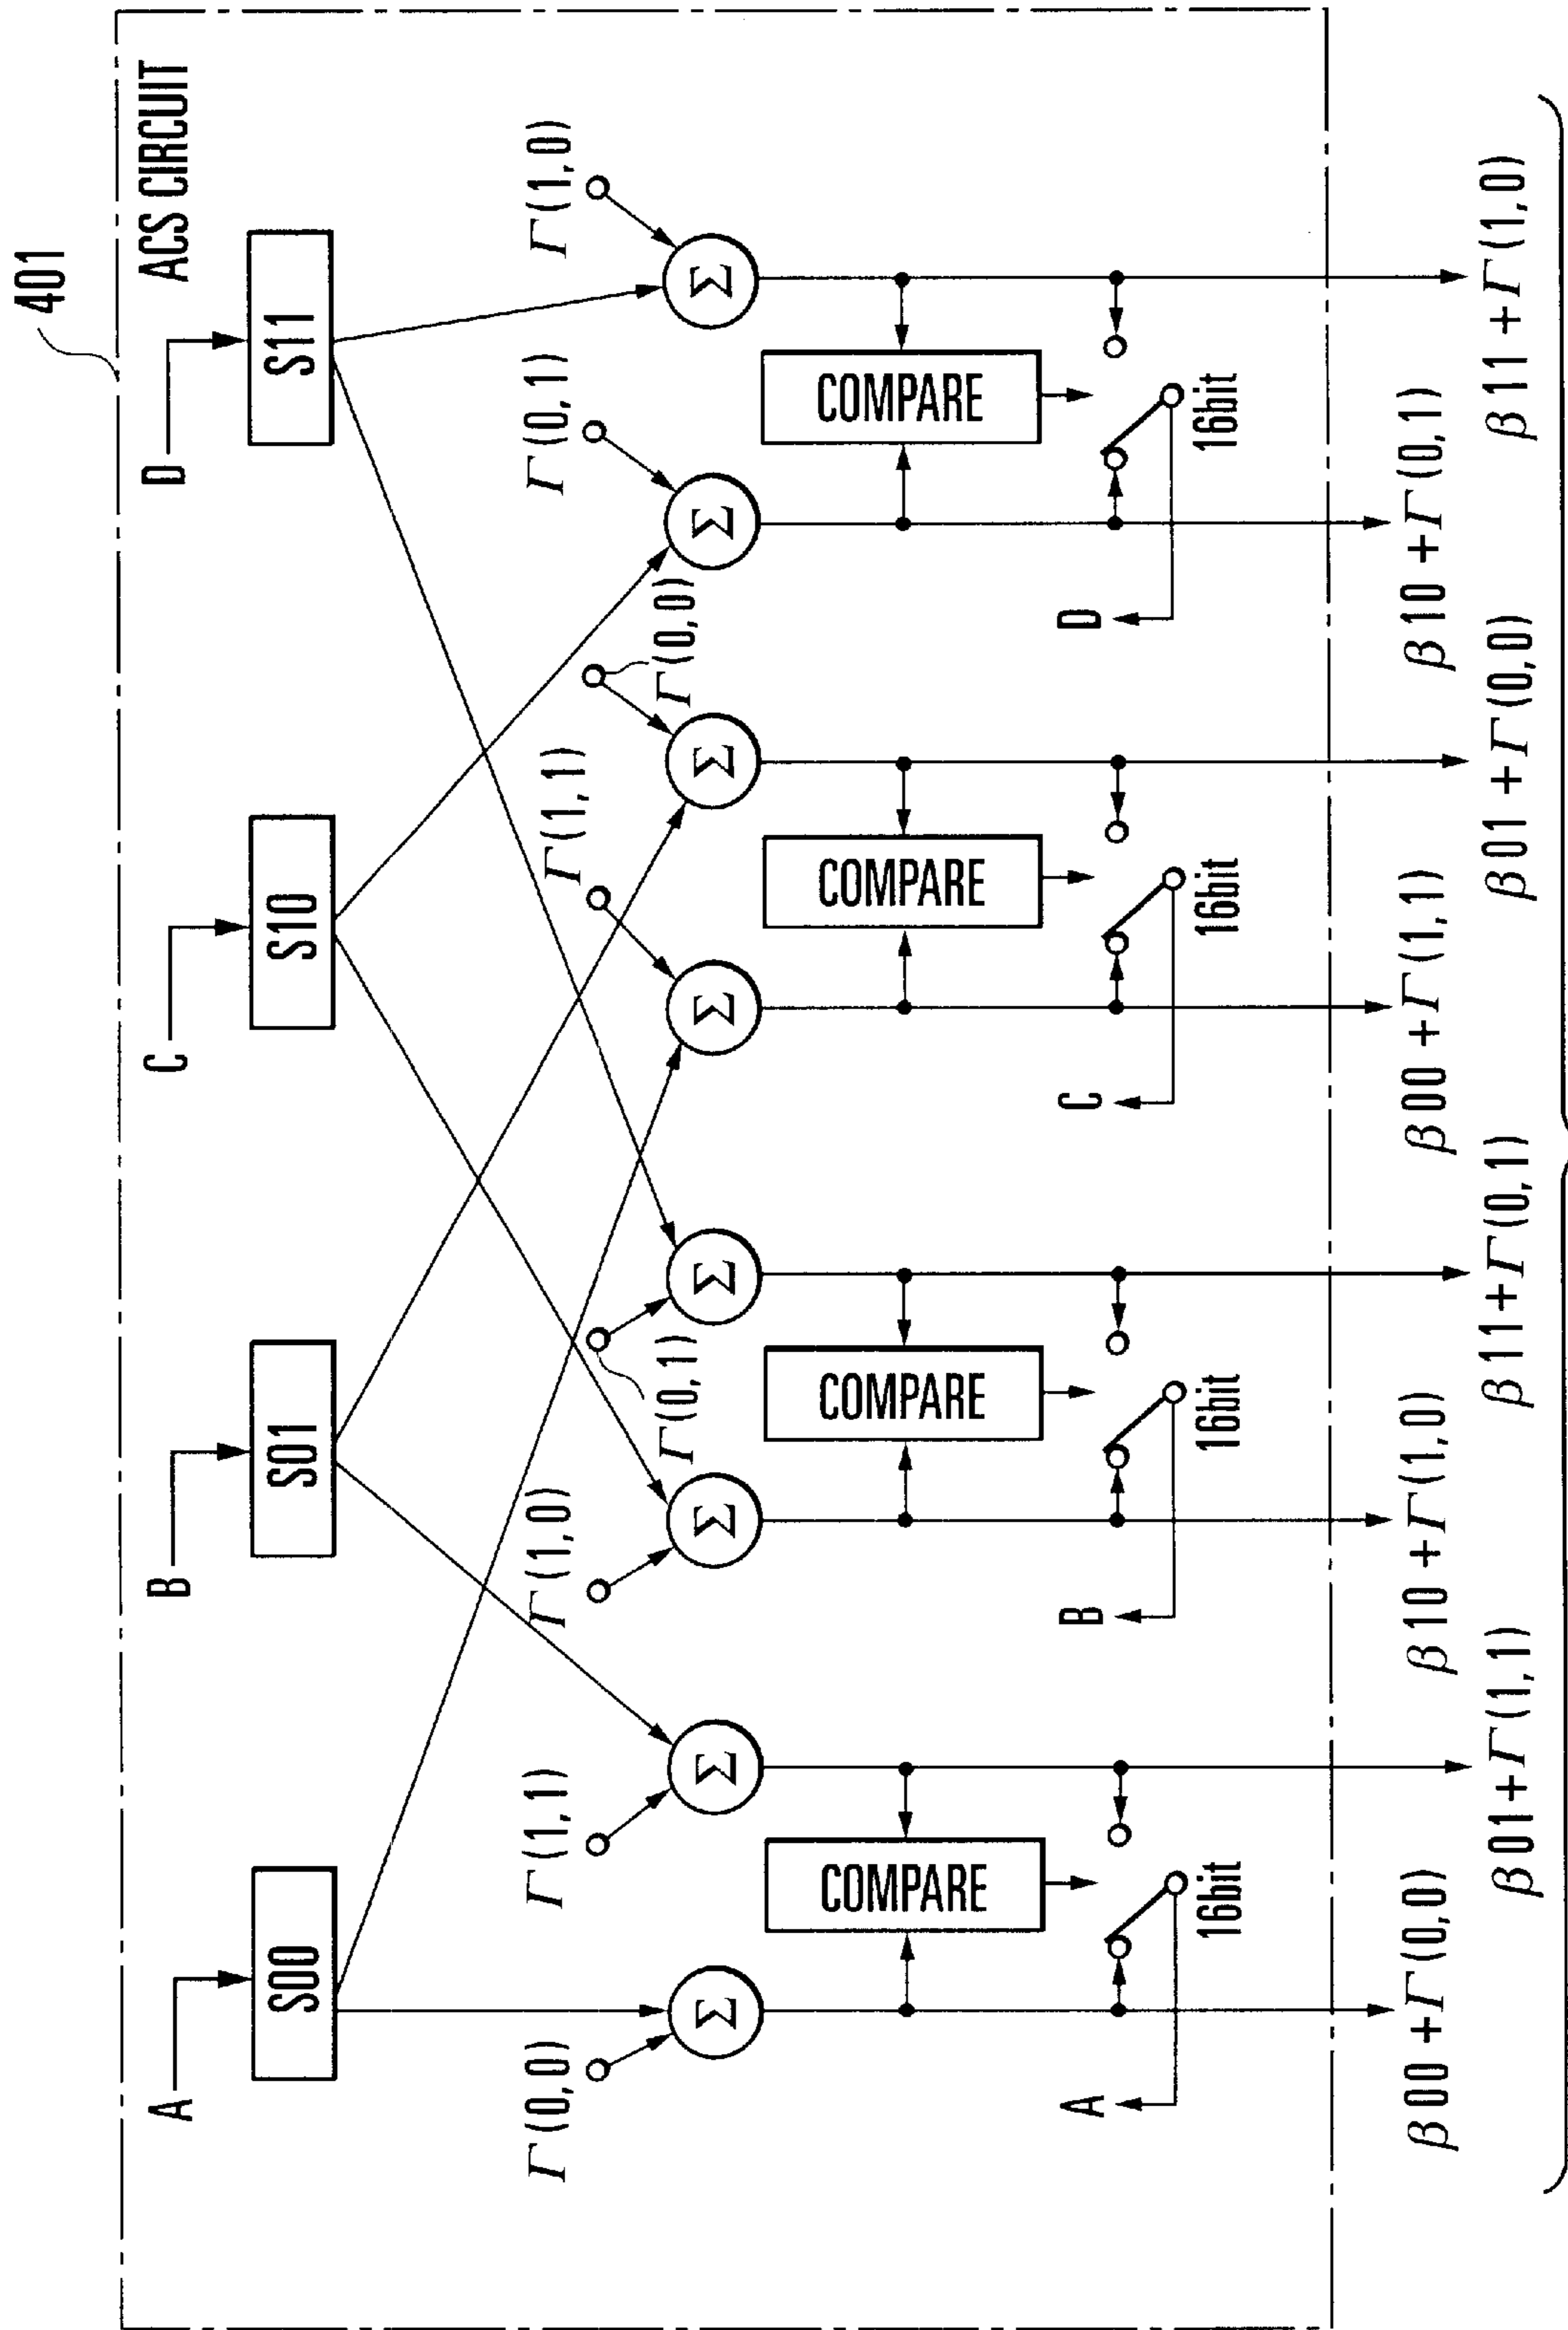 401
ACS CIRCUIT
A
B
C
D
S00
S01
S10
S11
Γ(0,0)
Γ(1,1)
Γ(1,0)
Γ(0,1)
Γ(1,1)
Γ(0,0)
Γ(0,1)
Γ(1,0)
Σ
Σ
Σ
Σ
Σ
Σ
Σ
Σ
COMPARE
COMPARE
COMPARE
COMPARE
A
B
C
D
16bit
16bit
16bit
16bit
β00+Γ(0,0)
β01+Γ(1,1)
β10+Γ(1,0)
β11+Γ(0,1)
β00+Γ(1,1)
β01+Γ(0,0)
β10+Γ(0,1)
β11+Γ(1,0)